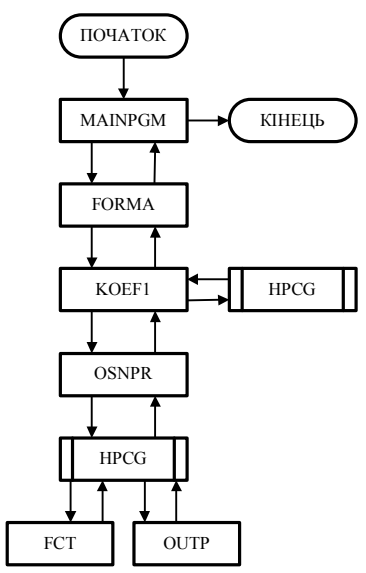 ПОЧАТОК
MAINPGM
КІНЕЦЬ
FORMA
KOEF1
HPCG
OSNPR
HPCG
FCT
OUTP